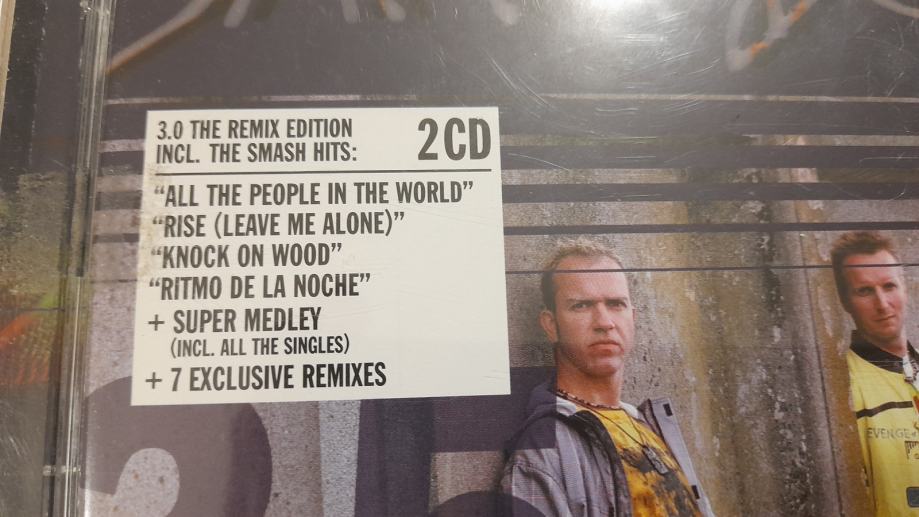 3.0 THE REMIX EDITION
INCL. THE SMASH HITS:
2CD
"ALL THE PEOPLE IN THE WORLD"
"RISE (LEAVE ME ALONE)"
"KNOCK ON WOOD"
"RITMO DE LA NOCHE"
+ SUPER MEDLEY
(INCL. ALL THE SINGLES)
+ 7 EXCLUSIVE REMIXES
EVENGE